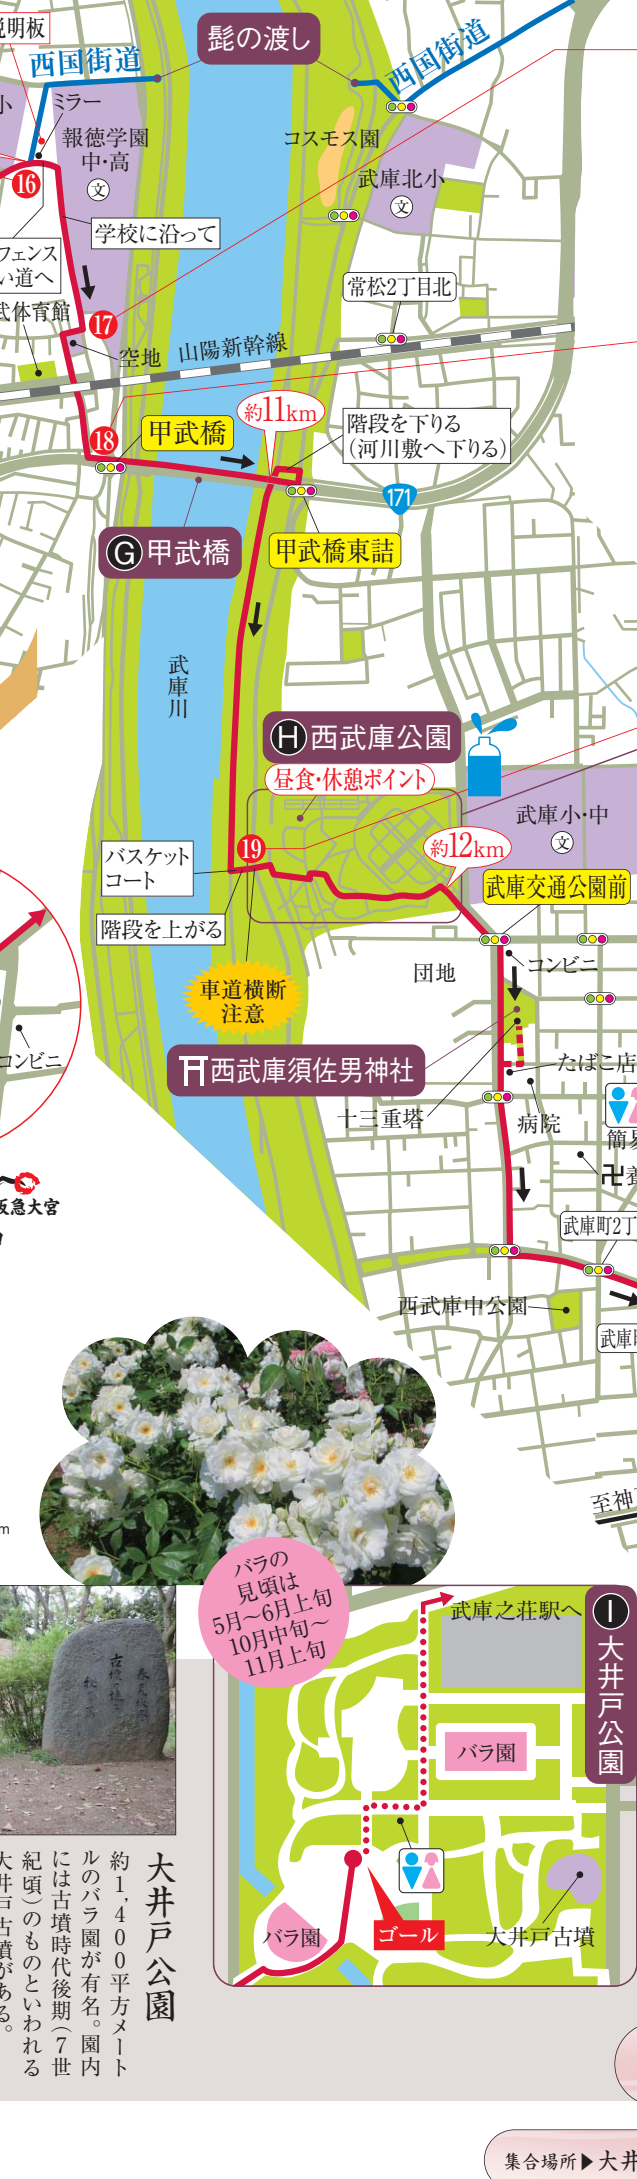 説明板
髭の渡し
西国街道
西国街道
小
ミラー
報徳学園
中・高
文
コスモス園
武庫北小
文
16
学校に沿って
フェンス
い道へ
常松2丁目北
武体育館
17
空地
山陽新幹線
18
甲武橋
約11km
階段を下りる
(河川敷へ下りる)
171
G 甲武橋
甲武橋東詰
武庫川
H 西武庫公園
昼食・休憩ポイント
武庫小・中
文
19
約12km
バスケット
コート
武庫交通公園前
階段を上がる
団地
コンビニ
車道横断
注意
コンビニ
西武庫須佐男神社
たばこ店
十三重塔
病院
簡易
卍養
阪急大宮
武庫町2丁
西武庫中公園
武庫
至神
m
バラの
見頃は
5月〜6月上旬
10月中旬〜
11月上旬
武庫之荘駅へ
I 大井戸公園
バラ園
バラ園
ゴール
大井戸古墳
大井戸公園
約1,400平方メート
ルのバラ園が有名。園内
には古墳時代後期(7世
紀頃)のものといわれる
大井戸古墳がある。
集合場所▶大井